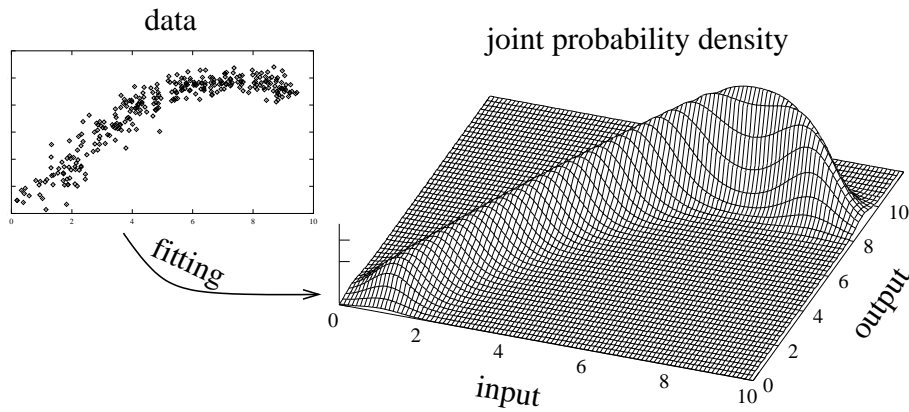 data
joint probability density
0 2 4 6 8 10
fitting
0 2 4 6 8 10
input
0 2 4 6 8 10
output